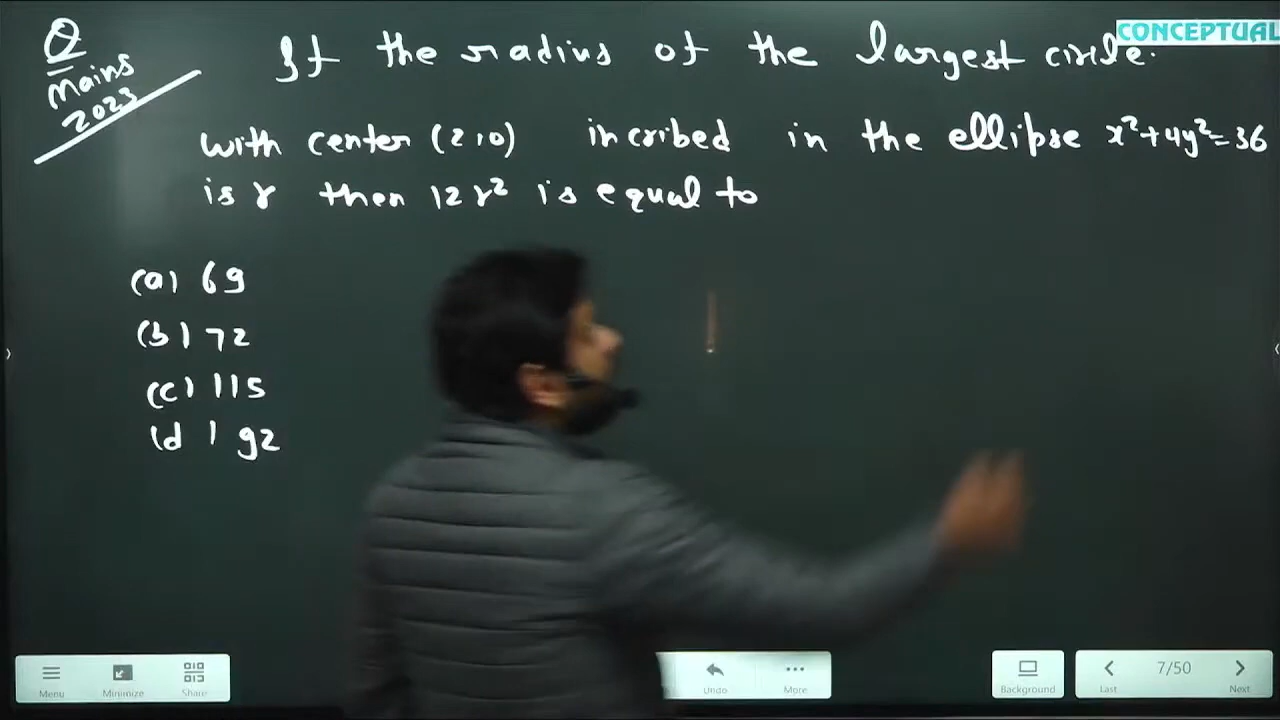 CONCEPTUAL
Q
Mains
2023
If the radius of the largest circle.
with center (2,0) incribed in the ellipse x²+4y²=36
is r then 12r² is equal to
(a) 69
(b) 72
(c) 115
(d) 92
Menu
Minimize
Share
Undo
More
Background
Last
7/50
Next